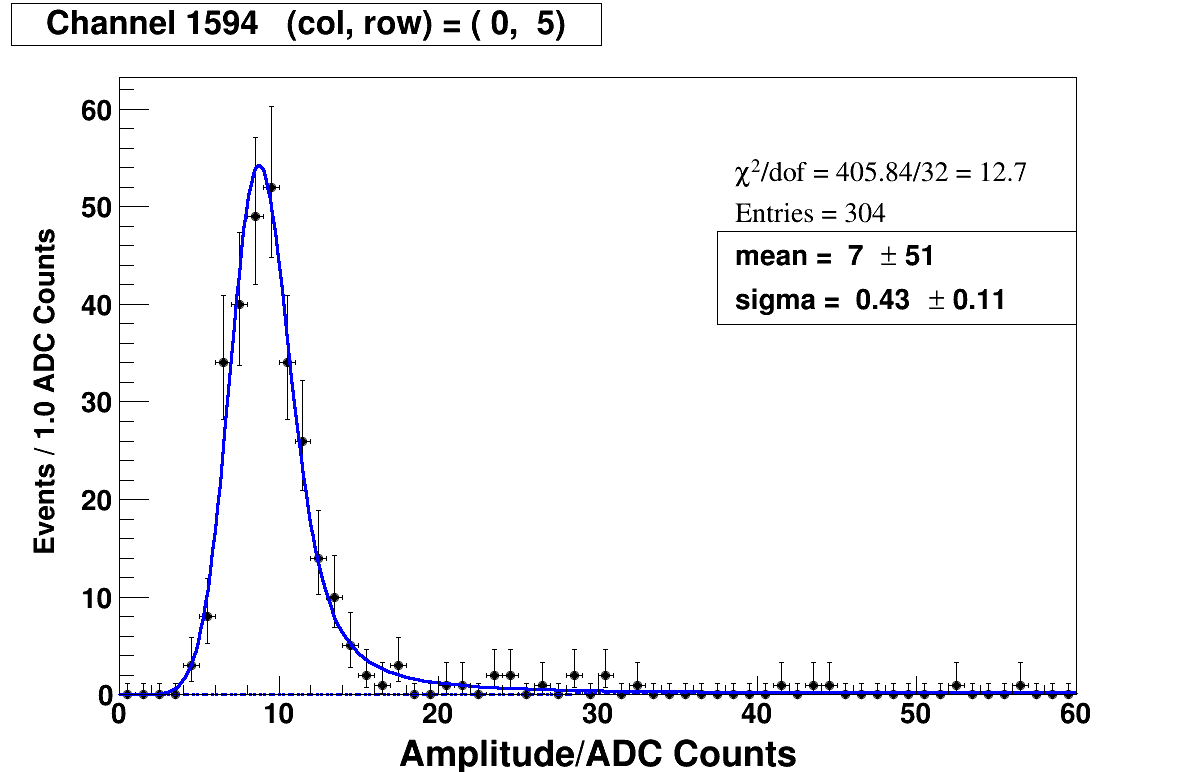 Channel 1594 (col, row) = ( 0, 5)
60
50
40
30
20
10
0
Events / 1.0 ADC Counts
χ²/dof = 405.84/32 = 12.7
Entries = 304
mean = 7 ± 51
sigma = 0.43 ± 0.11
0 10 20 30 40 50 60
Amplitude/ADC Counts